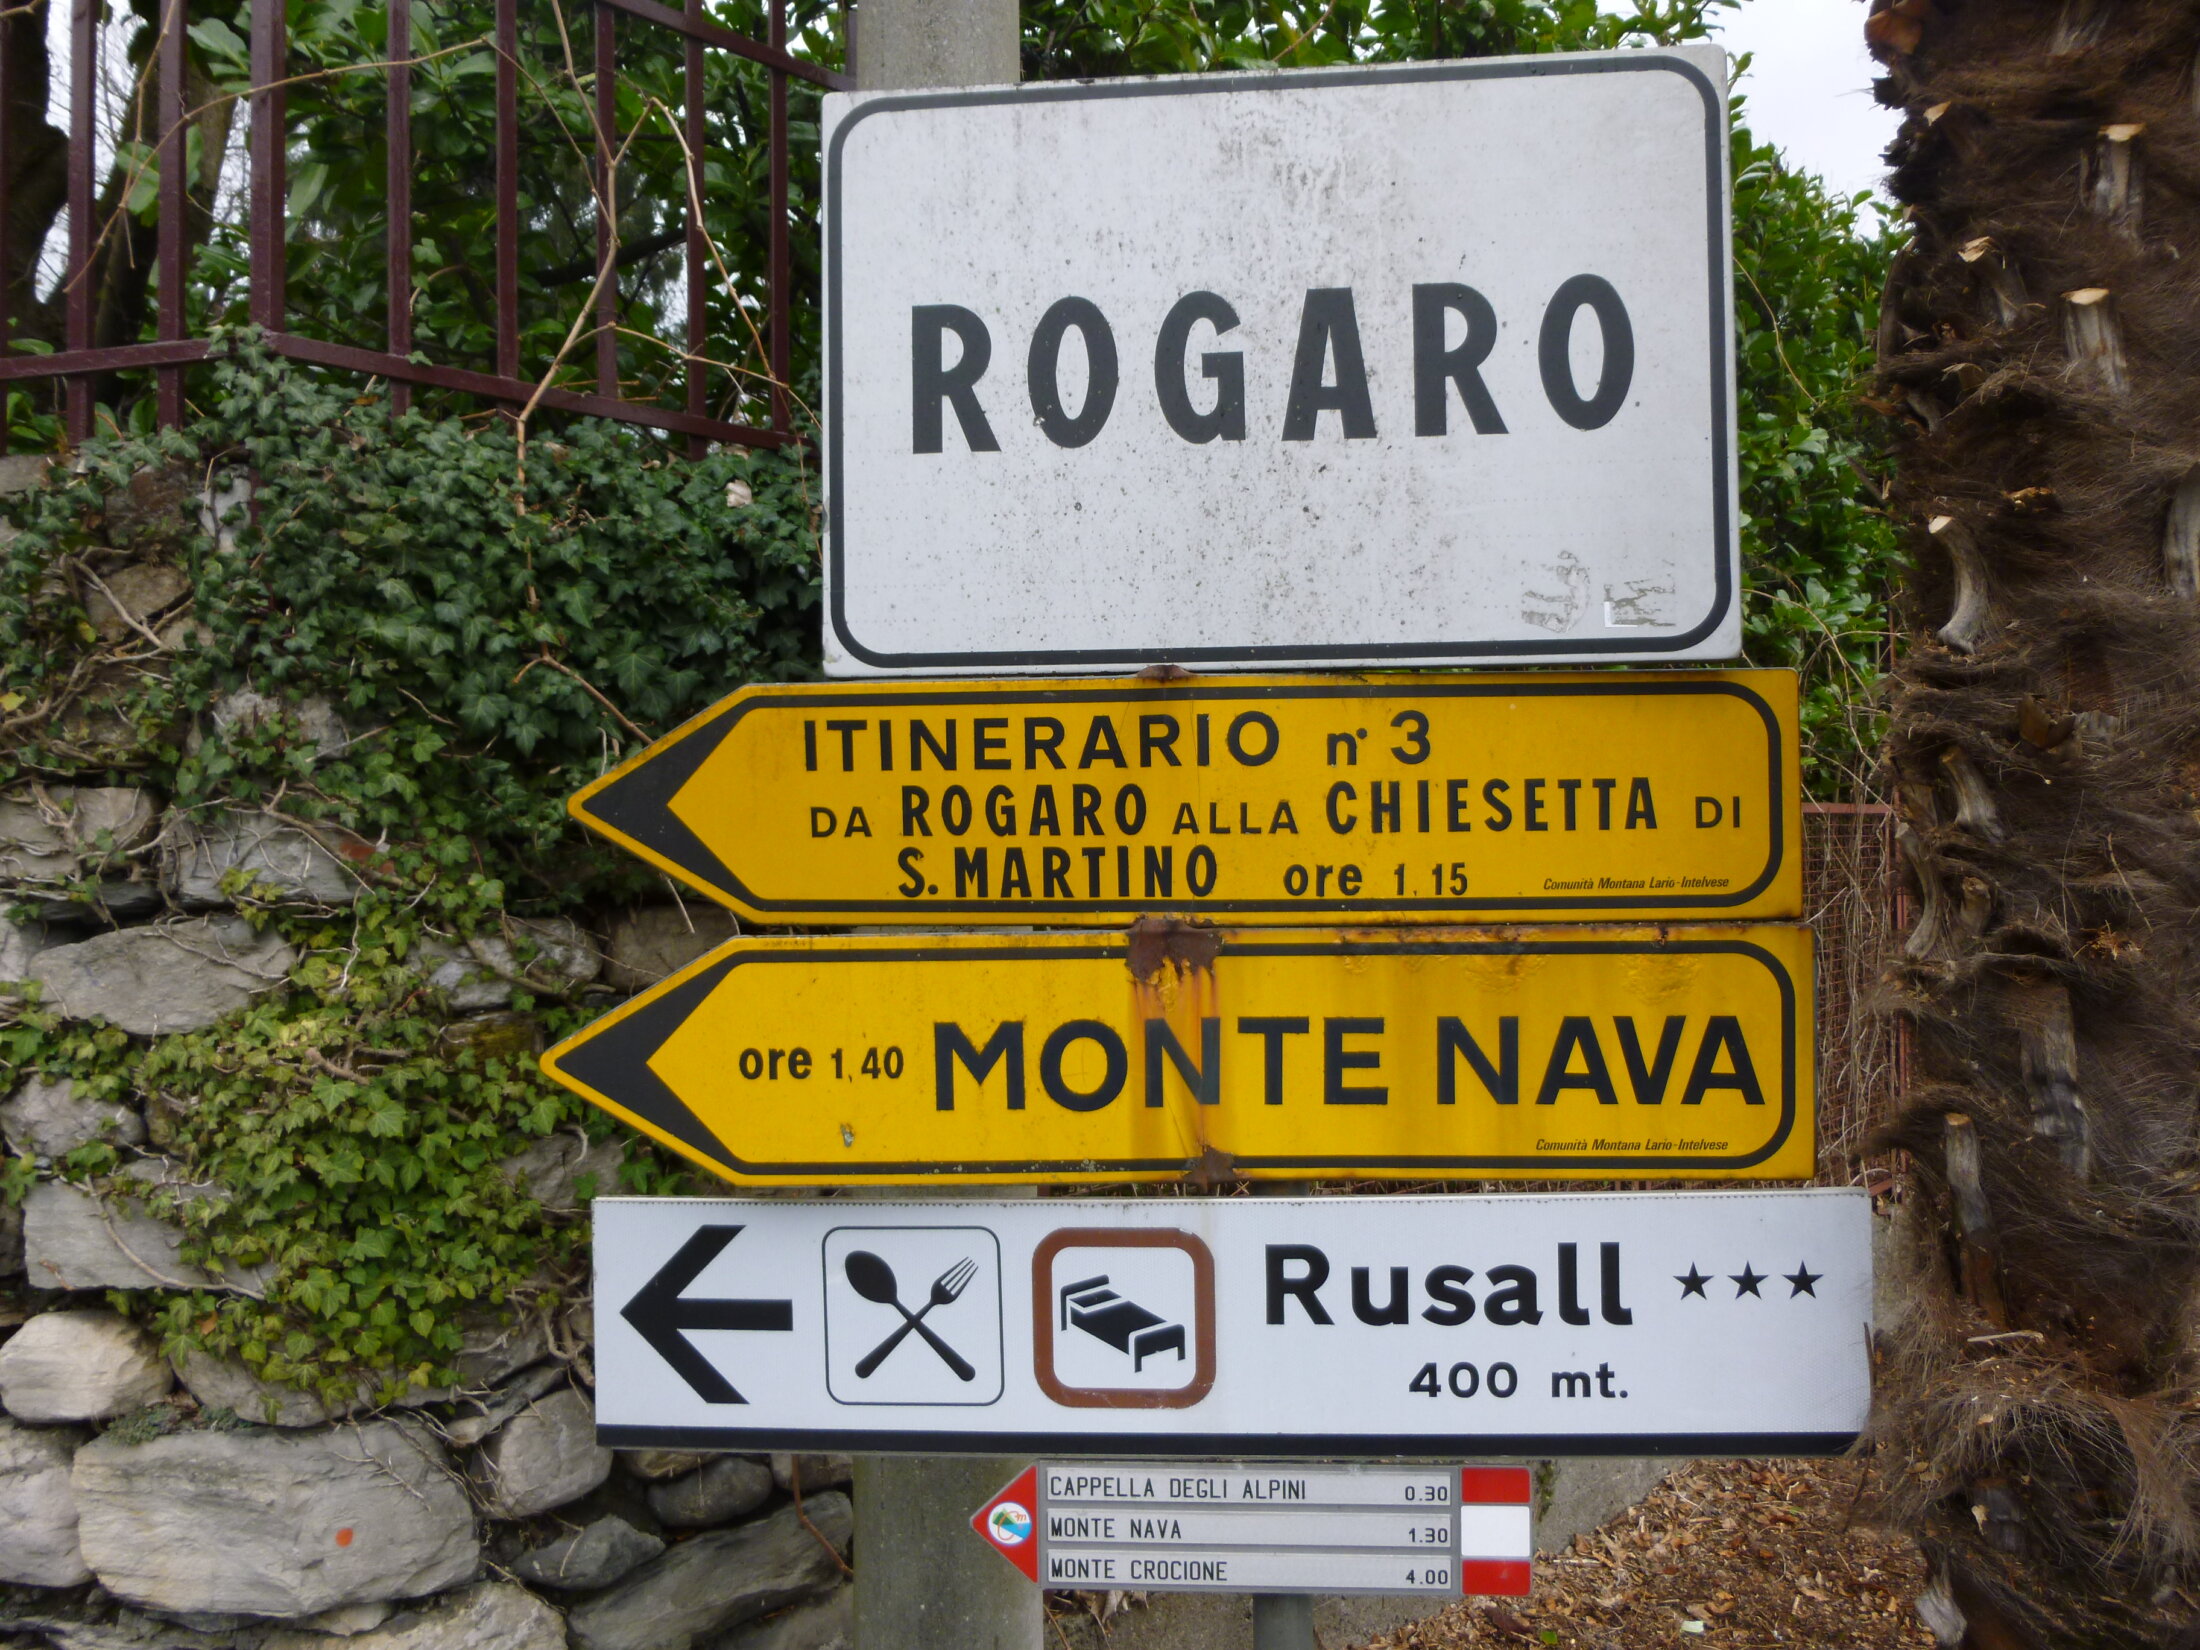 ROGARO
ITINERARIO n° 3
DA ROGARO ALLA CHIESETTA DI
S. MARTINO ore 1,15
Comunità Montana Lario-Intelvese
ore 1,40 MONTE NAVA
Comunità Montana Lario-Intelvese
Rusall ★★★
400 mt.
CAPPELLA DEGLI ALPINI 0.30
MONTE NAVA 1.30
MONTE CROCIONE 4.00